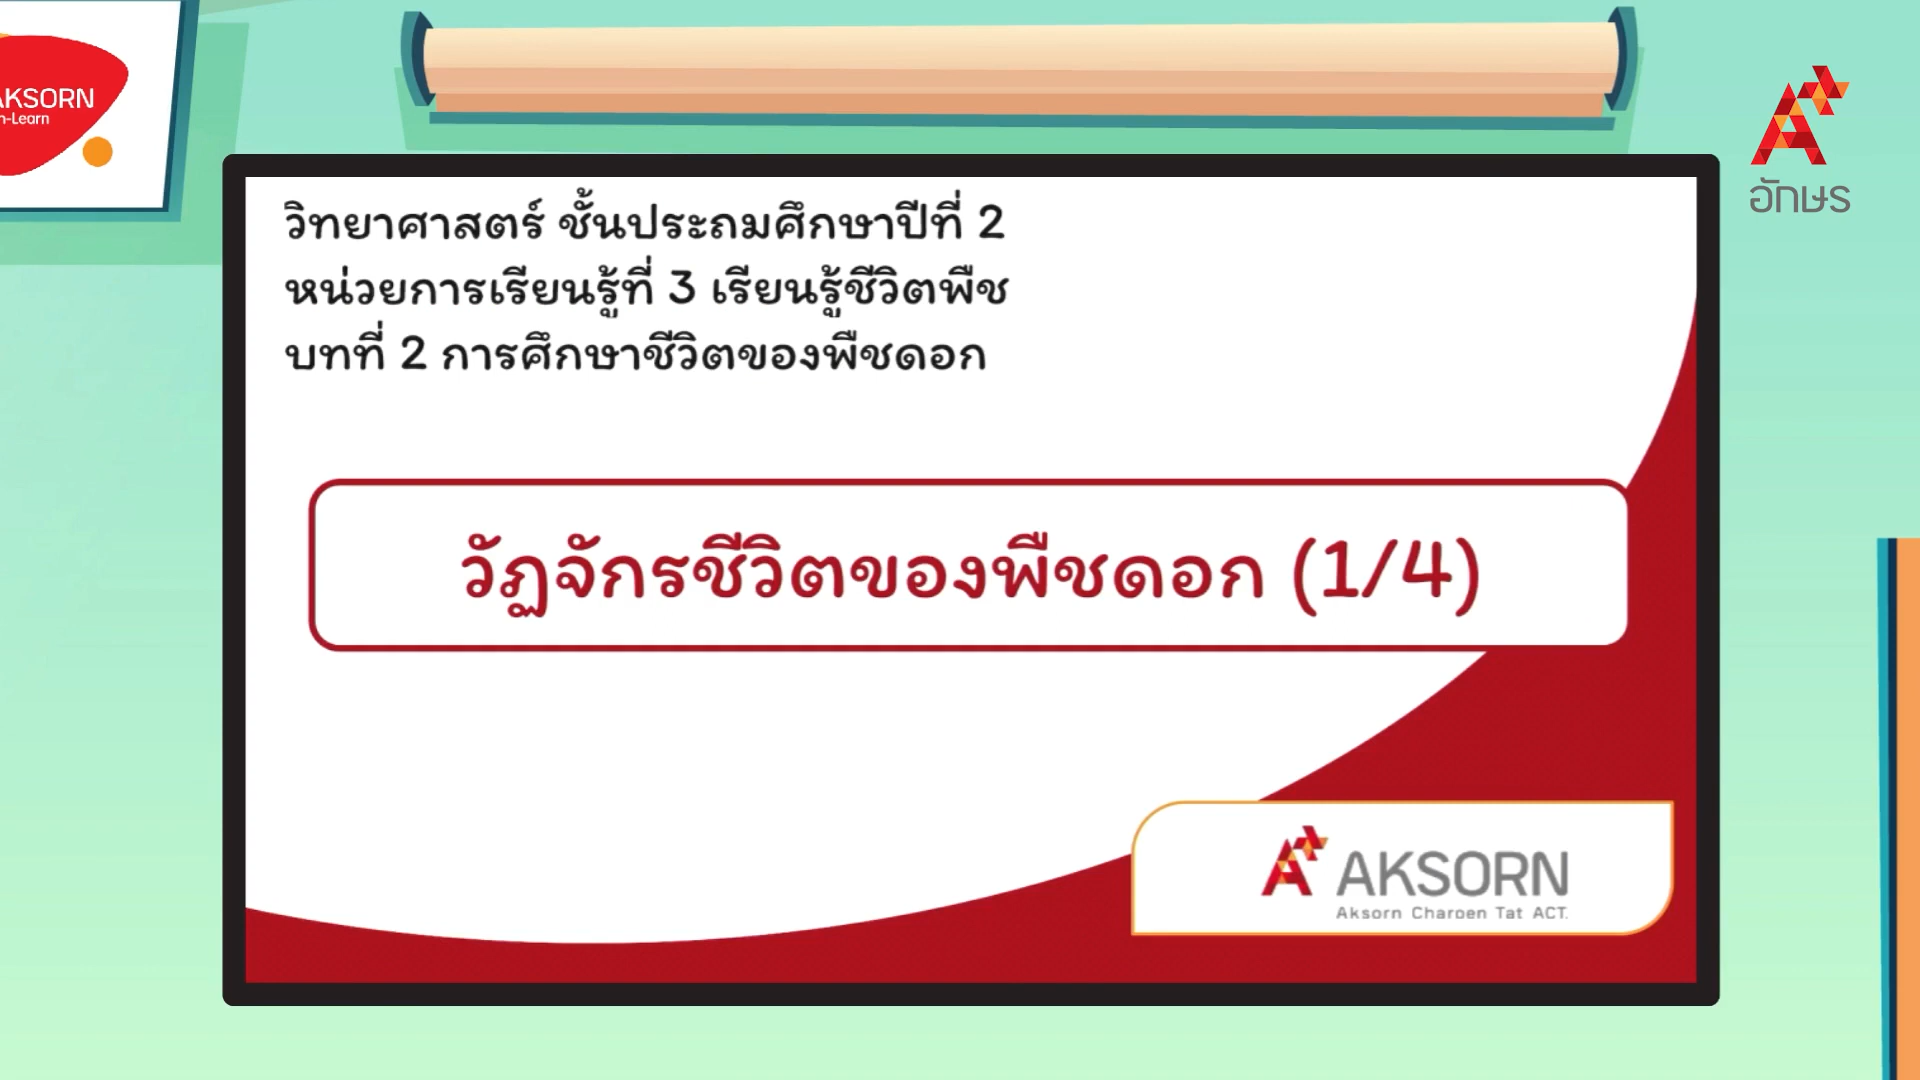 AKSORN
n-Learn
อักษร
วิทยาศาสตร์ ชั้นประถมศึกษาปีที่ 2
หน่วยการเรียนรู้ที่ 3 เรียนรู้ชีวิตพืช
บทที่ 2 การศึกษาชีวิตของพืชดอก
วัฏจักรชีวิตของพืชดอก (1/4)
AKSORN
Aksorn Charoen Tat ACT.